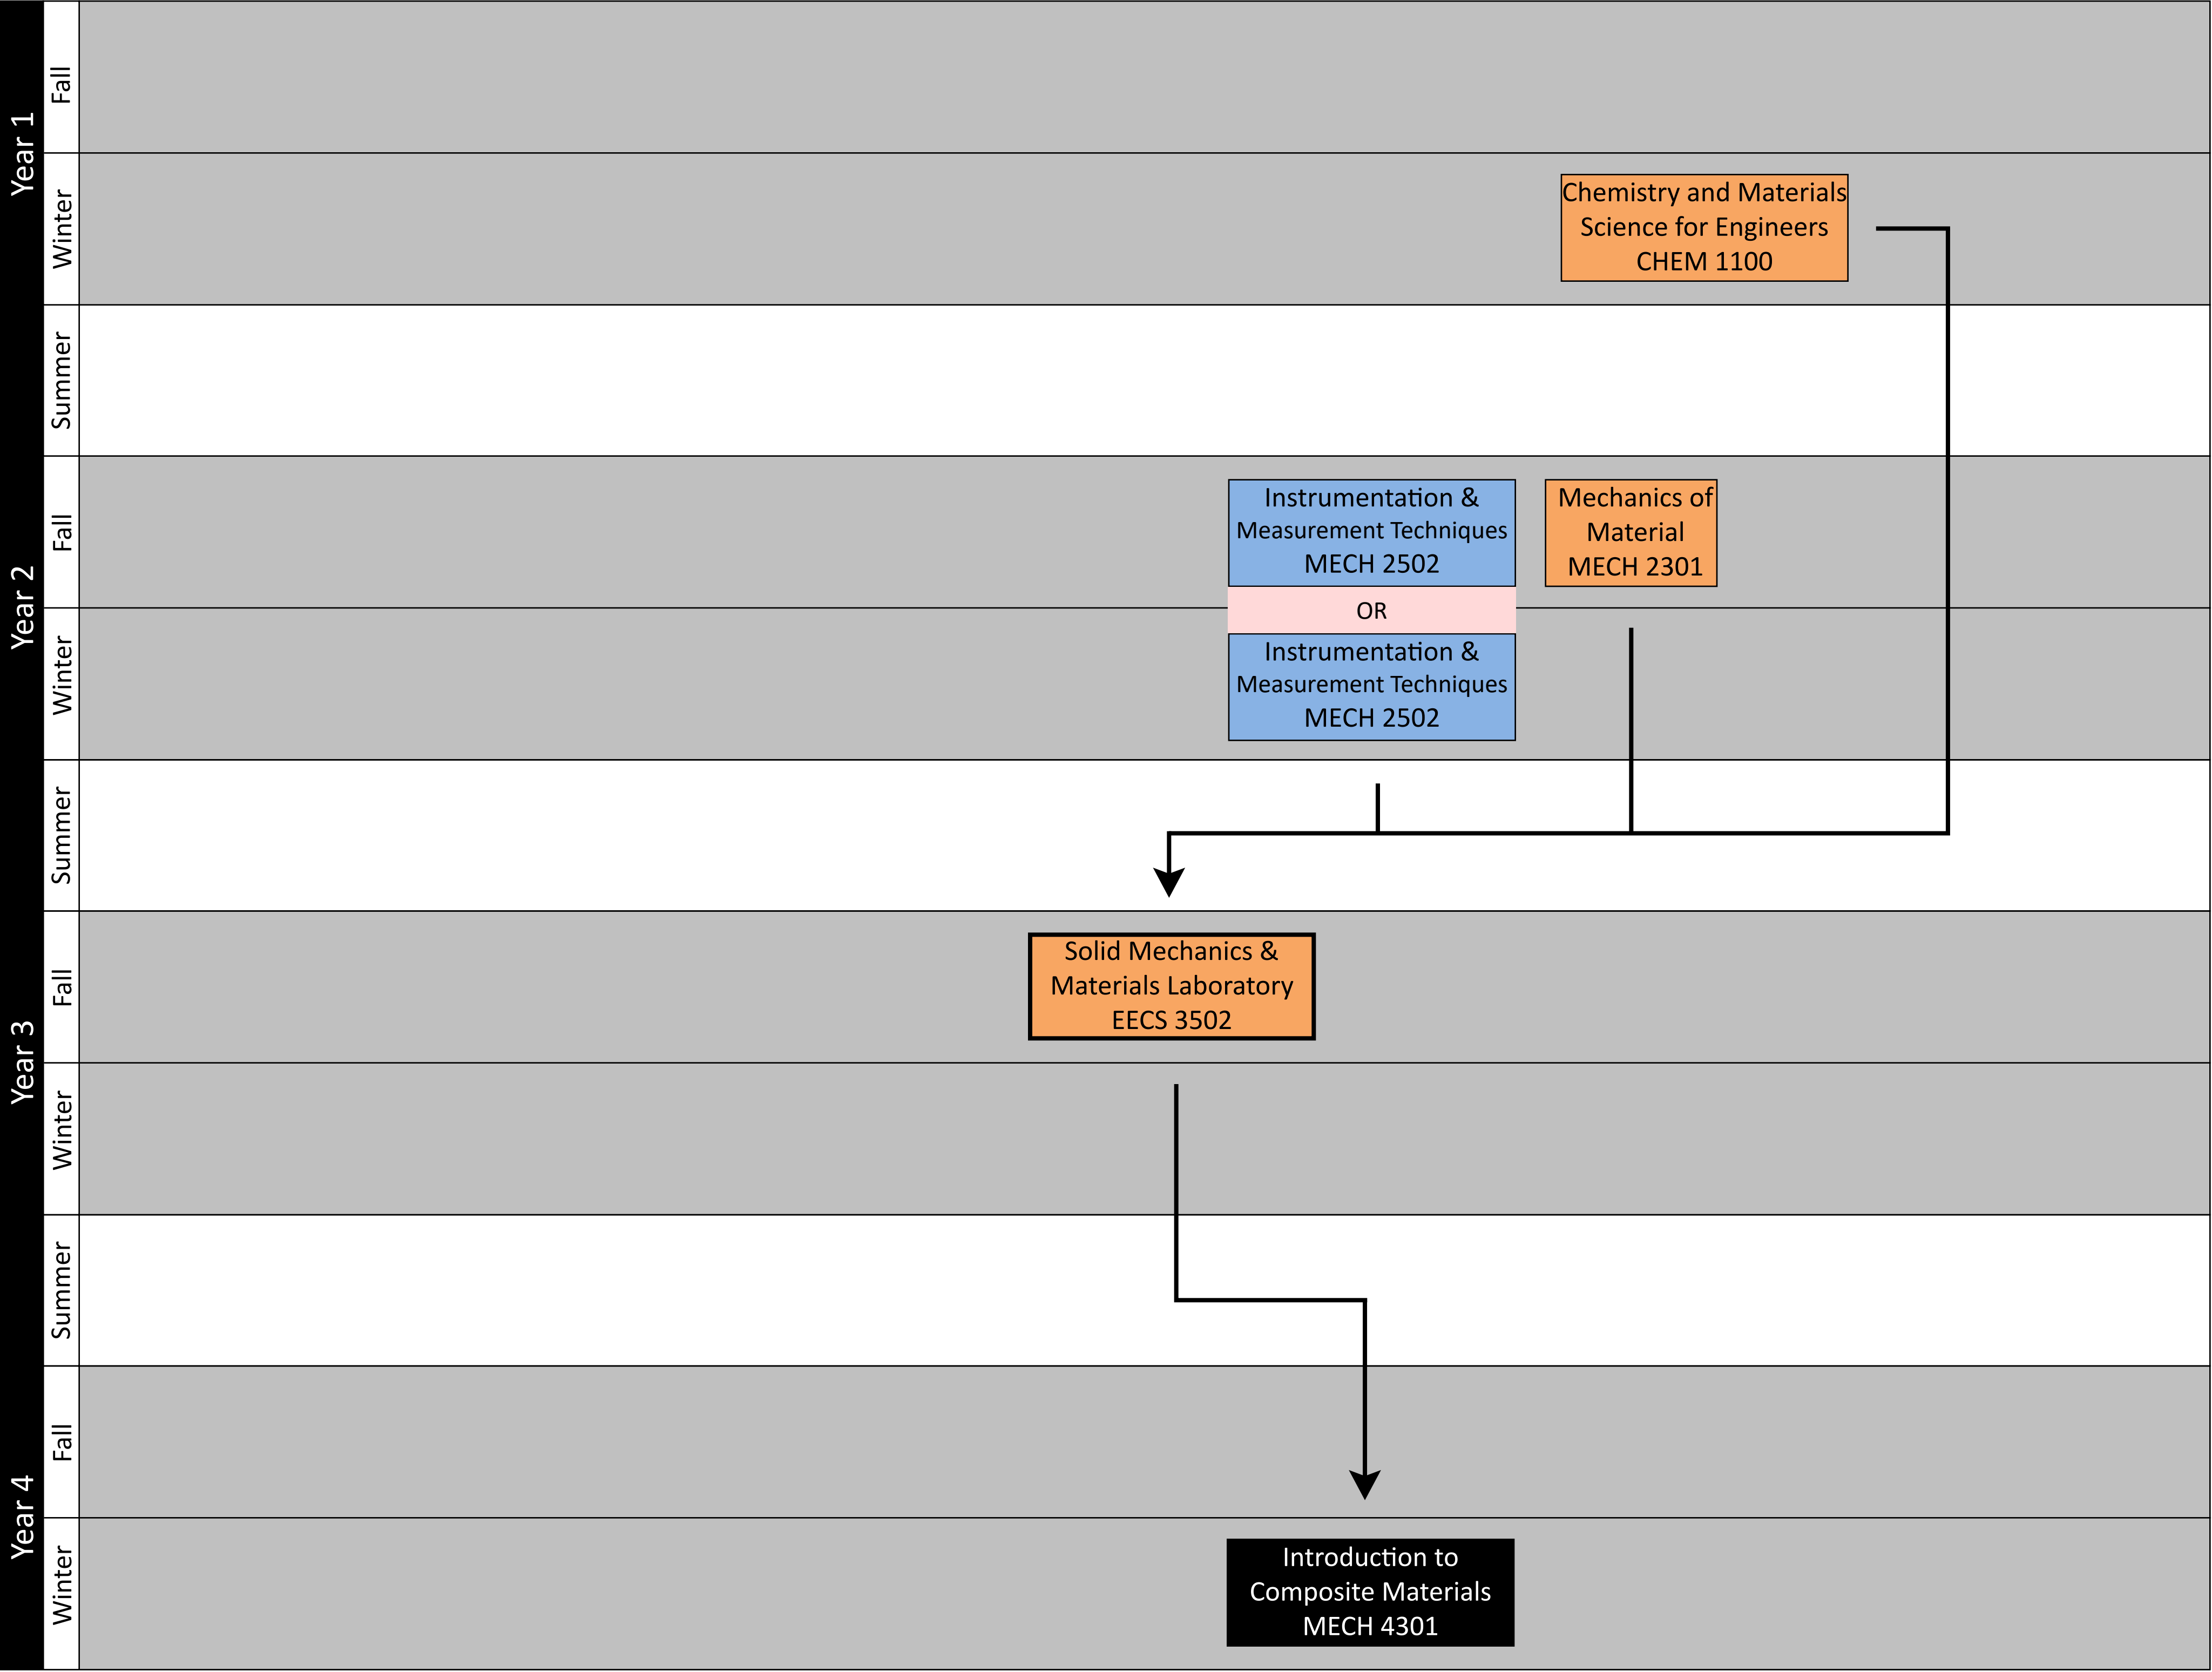 Year 1
Fall
Winter
Chemistry and Materials
Science for Engineers
CHEM 1100
Summer
Year 2
Fall
Instrumentation &
Measurement Techniques
MECH 2502
Mechanics of
Material
MECH 2301
OR
Winter
Instrumentation &
Measurement Techniques
MECH 2502
Summer
Year 3
Fall
Solid Mechanics &
Materials Laboratory
EECS 3502
Winter
Summer
Year 4
Fall
Winter
Introduction to
Composite Materials
MECH 4301